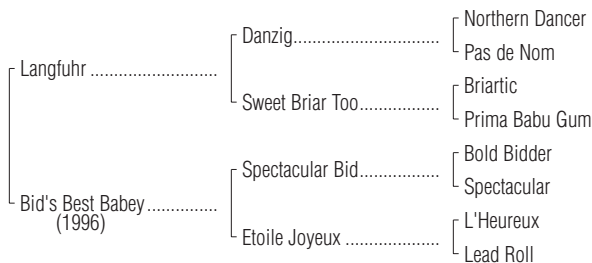 Northern Dancer
Danzig..............................
Pas de Nom
Langfuhr ..........................
Briartic
Sweet Briar Too.................
Prima Babu Gum
Bold Bidder
Spectacular Bid.................
Spectacular
Bid's Best Babey..............
(1996)
L'Heureux
Etoile Joyeux ....................
Lead Roll